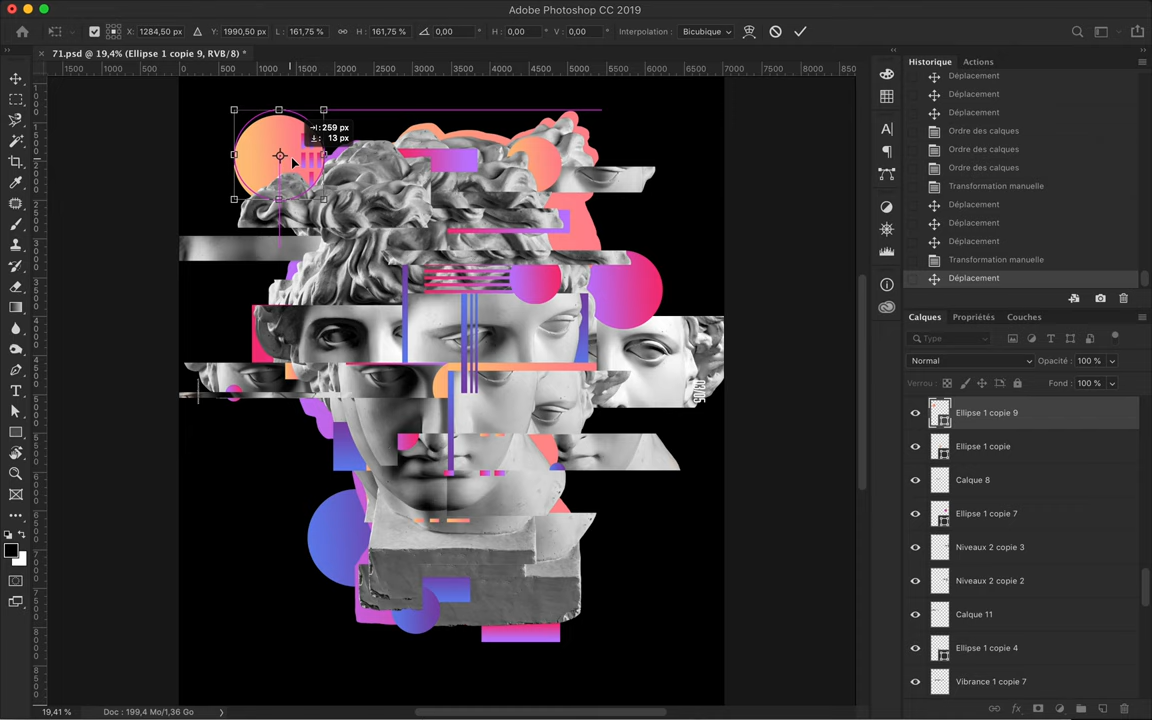 Adobe Photoshop CC 2019
X: 1284,50 px
Y: 1990,50 px
L: 161,75 %
H: 161,75 %
0,00 °
H: 0,00 °
V: 0,00 °
Interpolation : Bicubique
71.psd @ 19,4% (Ellipse 1 copie 9, RVB/8) *
1500
1000
500
0
500
1000
1500
2000
2500
3000
3500
4000
4500
5000
5500
6000
6500
7000
7500
8000
850
Historique
Actions
Déplacement
Déplacement
Déplacement
Ordre des calques
Ordre des calques
Ordre des calques
Transformation manuelle
Déplacement
Déplacement
Déplacement
Transformation manuelle
Déplacement
: 259 px
: 13 px
03/05
Calques
Propriétés
Couches
Type
Normal
Opacité : 100 %
Verrou :
Fond : 100 %
Ellipse 1 copie 9
Ellipse 1 copie
Calque 8
Ellipse 1 copie 7
Niveaux 2 copie 3
Niveaux 2 copie 2
Calque 11
Ellipse 1 copie 4
Vibrance 1 copie 7
19,41 %
Doc : 199,4 Mo/1,36 Go